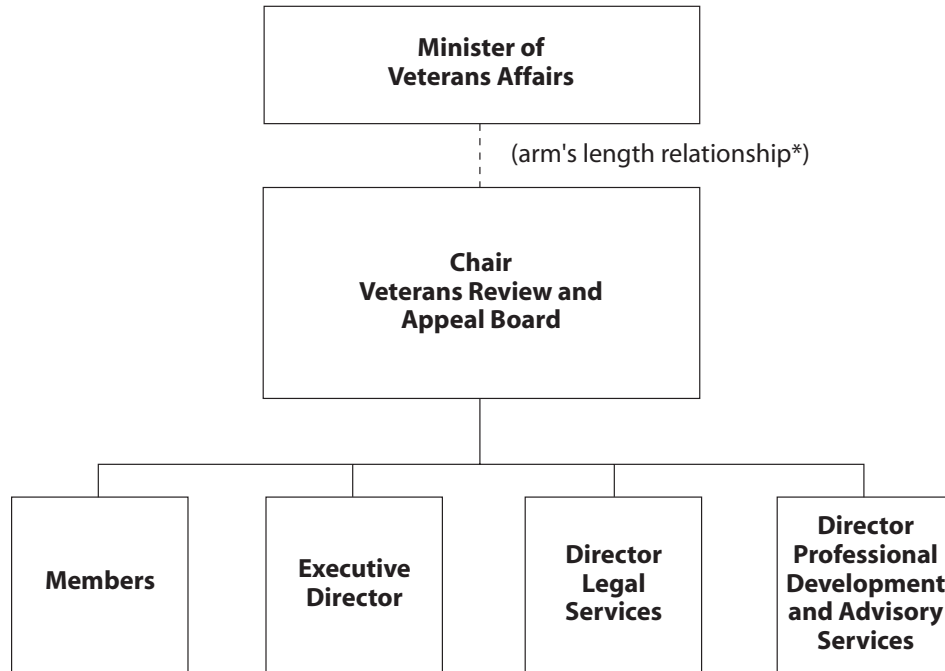 Minister of
Veterans Affairs
(arm's length relationship*)
Chair
Veterans Review and
Appeal Board
Members
Executive
Director
Director
Legal
Services
Director
Professional
Development
and Advisory
Services